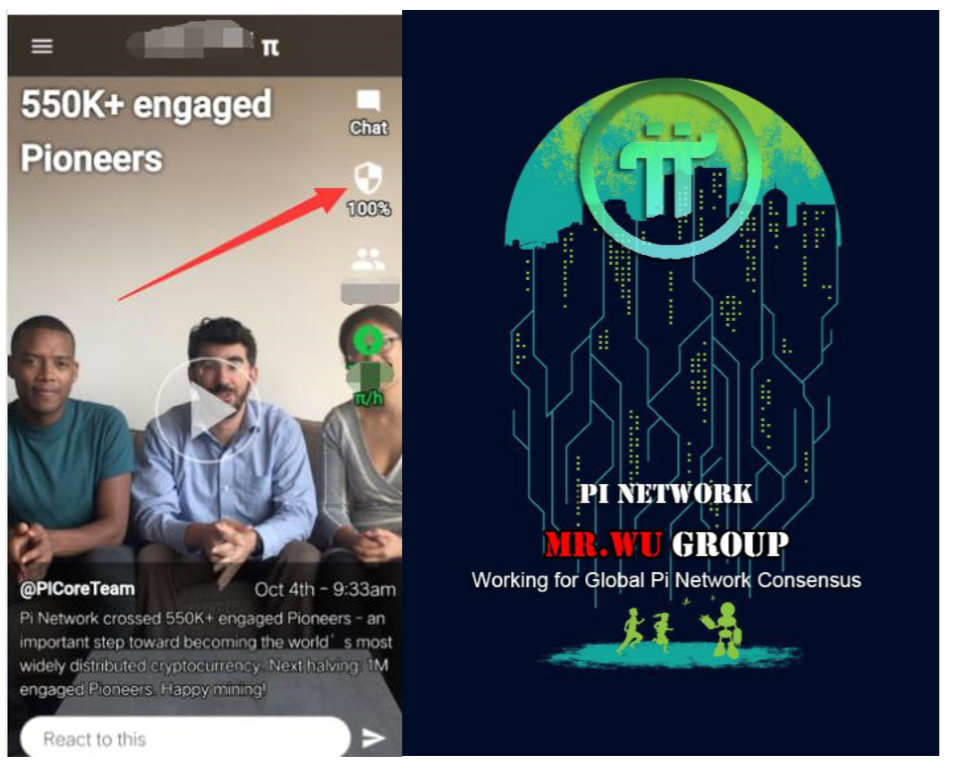 π
550K+ engaged
Pioneers
Chat
100%
π/h
@PiCoreTeam Oct 4th - 9:33am
Pi Network crossed 550K+ engaged Pioneers - an
important step toward becoming the world's most
widely distributed cryptocurrency. Next halving: 1M
engaged Pioneers. Happy mining!
React to this
PI NETWORK
MR.WU GROUP
Working for Global Pi Network Consensus